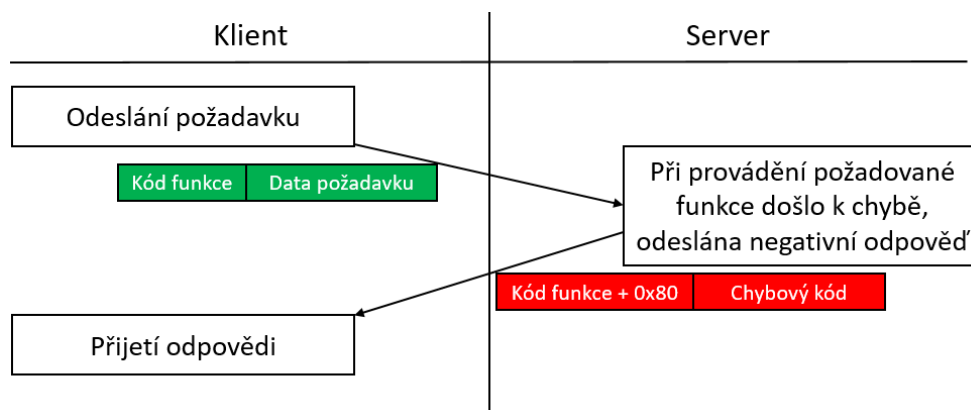 Klient
Server
Odeslání požadavku
Kód funkce
Data požadavku
Při provádění požadované
funkce došlo k chybě,
odeslána negativní odpověď
Kód funkce + 0x80
Chybový kód
Přijetí odpovědi